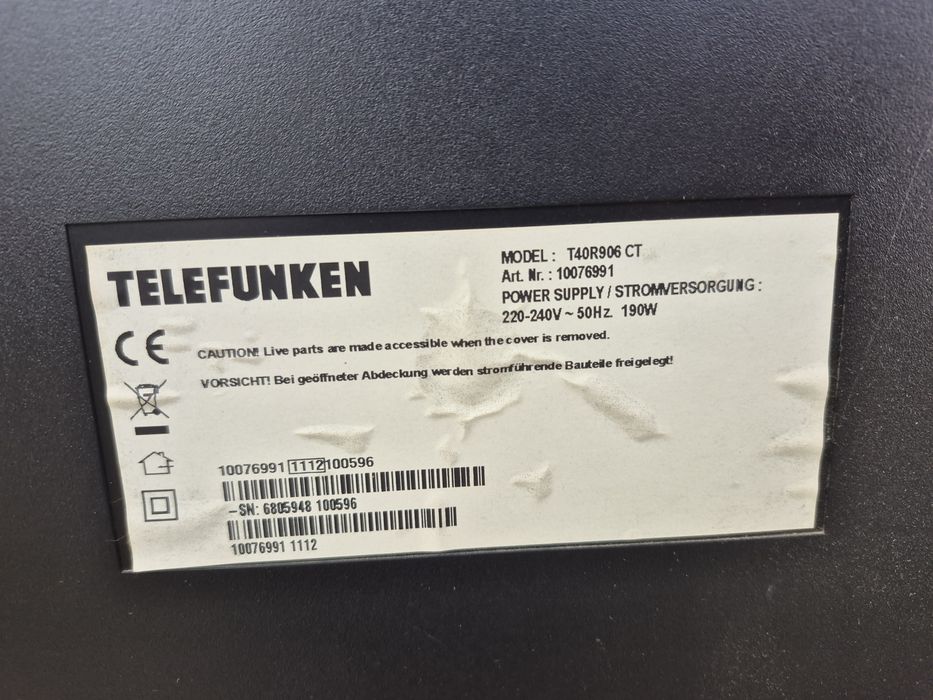 TELEFUNKEN
MODEL : T40R906 CT
Art. Nr. : 10076991
POWER SUPPLY / STROMVERSORGUNG :
220-240V ~ 50Hz. 190W
CE
CAUTION! Live parts are made accessible when the cover is removed.
VORSICHT! Bei geöffneter Abdeckung werden stromführende Bauteile freigelegt!
10076991 1112 100596
-SN: 6805948 100596
10076991 1112